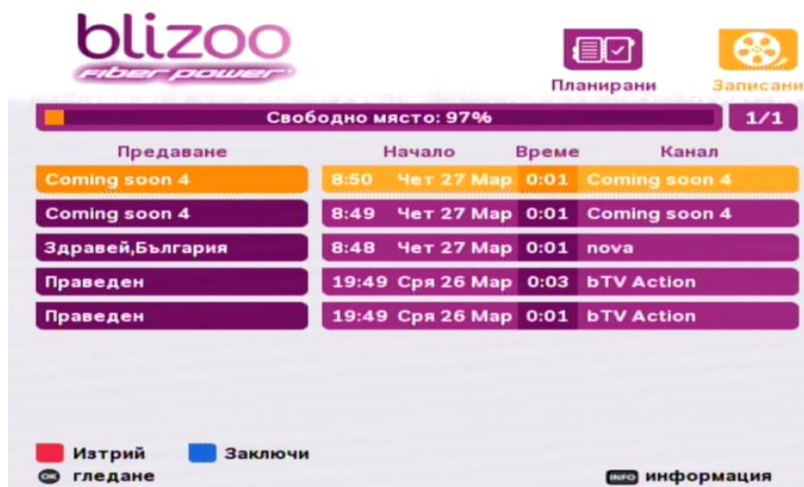 blizoo
Fiber power
Планирани Записани
Свободно място: 97% 1/1
Предаване Начало Време Канал
Coming soon 4 8:50 Чет 27 Мар 0:01 Coming soon 4
Coming soon 4 8:49 Чет 27 Мар 0:01 Coming soon 4
Здравей,България 8:48 Чет 27 Мар 0:01 nova
Праведен 19:49 Сря 26 Мар 0:03 bTV Action
Праведен 19:49 Сря 26 Мар 0:01 bTV Action
Изтрий Заключи
OK гледане INFO информация